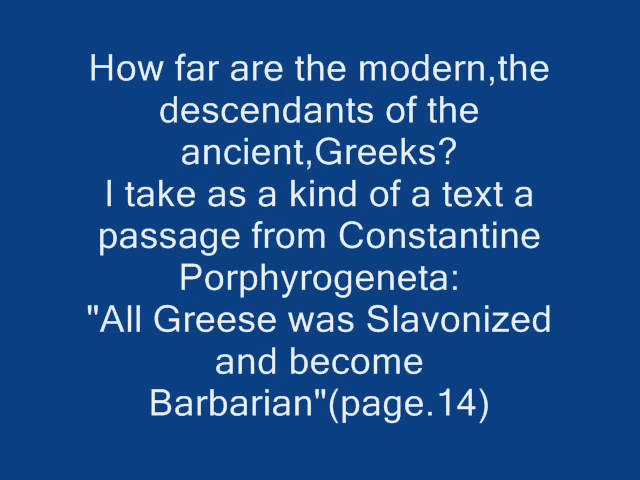 How far are the modern,the
descendants of the
ancient,Greeks?
I take as a kind of a text a
passage from Constantine
Porphyrogeneta:
"All Greese was Slavonized
and become
Barbarian"(page.14)